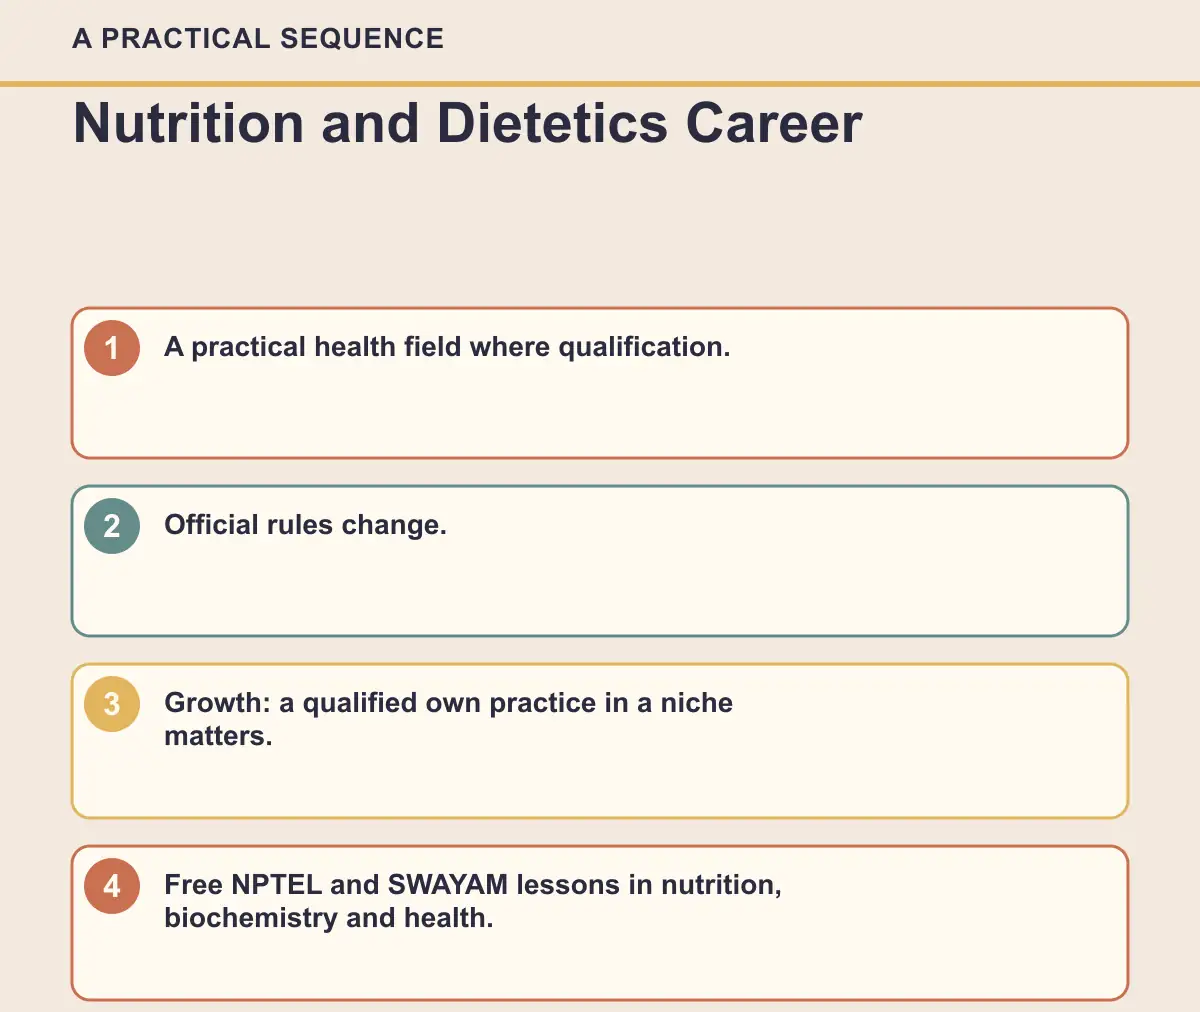 A PRACTICAL SEQUENCE
Nutrition and Dietetics Career
1
A practical health field where qualification.
2
Official rules change.
3
Growth: a qualified own practice in a niche
matters.
4
Free NPTEL and SWAYAM lessons in nutrition,
biochemistry and health.